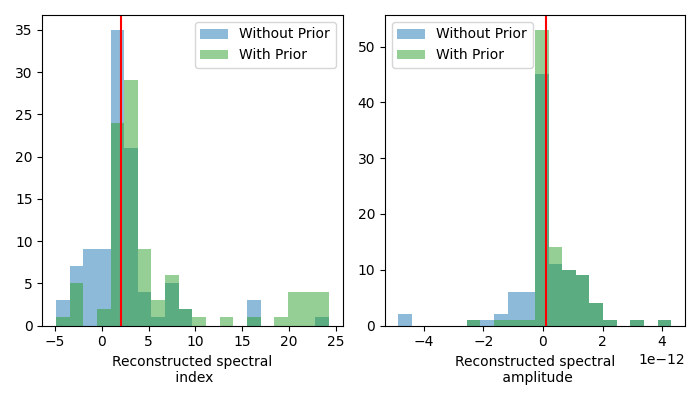 Without Prior
With Prior
35
30
25
20
15
10
5
0
−5
0
5
10
15
20
25
Reconstructed spectral
index
Without Prior
With Prior
50
40
30
20
10
0
−4
−2
0
2
4
1e−12
Reconstructed spectral
amplitude